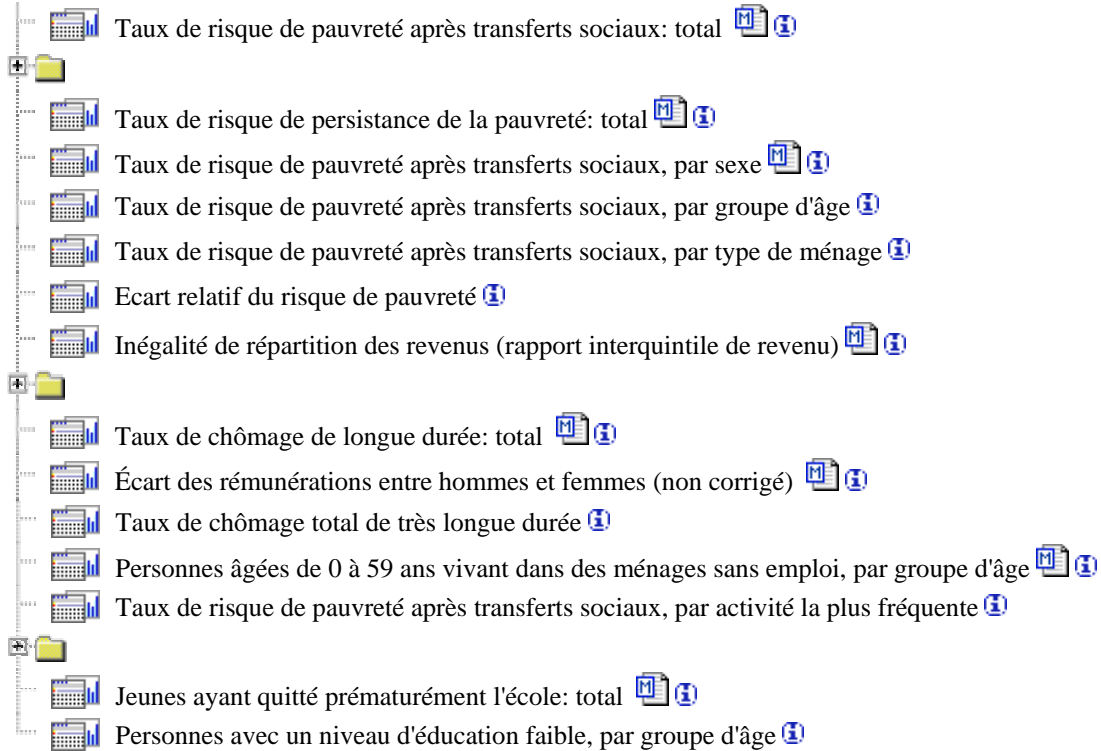 Taux de risque de pauvreté après transferts sociaux: total
Taux de risque de persistance de la pauvreté: total
Taux de risque de pauvreté après transferts sociaux, par sexe
Taux de risque de pauvreté après transferts sociaux, par groupe d'âge
Taux de risque de pauvreté après transferts sociaux, par type de ménage
Ecart relatif du risque de pauvreté
Inégalité de répartition des revenus (rapport interquintile de revenu)
Taux de chômage de longue durée: total
Écart des rémunérations entre hommes et femmes (non corrigé)
Taux de chômage total de très longue durée
Personnes âgées de 0 à 59 ans vivant dans des ménages sans emploi, par groupe d'âge
Taux de risque de pauvreté après transferts sociaux, par activité la plus fréquente
Jeunes ayant quitté prématurément l'école: total
Personnes avec un niveau d'éducation faible, par groupe d'âge